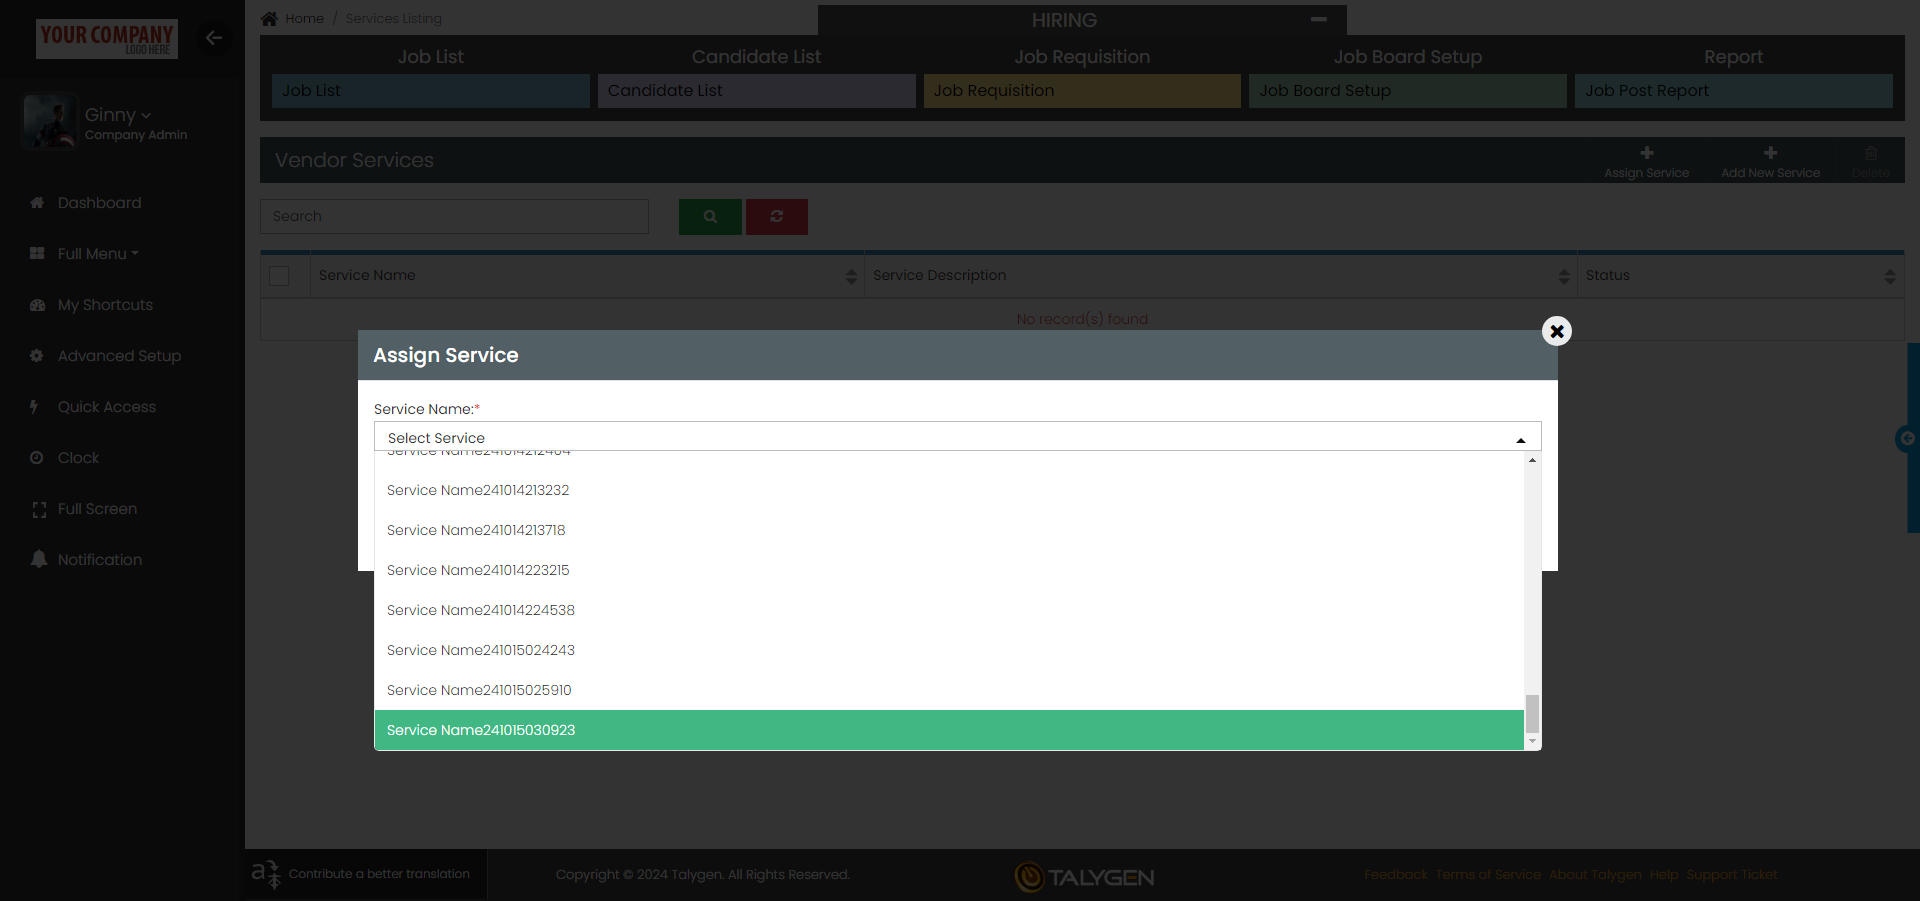 YOUR COMPANY
LOGO HERE
Ginny
Company Admin
Dashboard
Full Menu
My Shortcuts
Advanced Setup
Quick Access
Clock
Full Screen
Notification
Home / Services Listing
HIRING
Job List
Candidate List
Job Requisition
Job Board Setup
Report
Job List
Candidate List
Job Requisition
Job Board Setup
Job Post Report
Vendor Services
Assign Service
Add New Service
Delete
Search
Service Name
Service Description
Status
No record(s) found
Assign Service
Service Name:*
Select Service
Service Name241014212404
Service Name241014213232
Service Name241014213718
Service Name241014223215
Service Name241014224538
Service Name241015024243
Service Name241015025910
Service Name241015030923
Contribute a better translation
Copyright © 2024 Talygen. All Rights Reserved.
TALYGEN
Feedback Terms of Service About Talygen Help Support Ticket